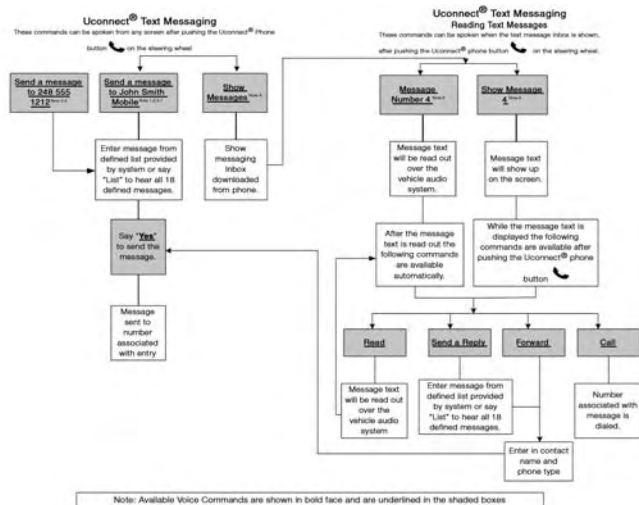 Uconnect® Text Messaging
These commands can be spoken from any screen after pushing the Uconnect® Phone
button on the steering wheel
Send a message
to 248 555
1212
Send a message
to John Smith
Mobile
Show
Messages
Enter message from
defined list provided
by system or say
"List" to hear all 18
defined messages.
Show
messaging
inbox
downloaded
from phone.
Say "Yes"
to send the
message.
Message
sent to
number
associated
with entry
Uconnect® Text Messaging
Reading Text Messages
These commands can be spoken when the text message inbox is shown,
after pushing the Uconnect® phone button on the steering wheel.
Message
Number 4
Show Message
4
Message text
will be read out
over the
vehicle audio
system.
Message text
will show up
on the screen.
After the message
text is read out the
following commands
are available
automatically.
While the message text is
displayed the following
commands are available after
pushing the Uconnect® phone
button
Read
Send a Reply
Forward
Call
Message text
will be read out
over the
vehicle audio
system
Enter message from
defined list provided
by system or say
"List" to hear all 18
defined messages.
Number
associated with
message is
dialed.
Enter in contact
name and
phone type
Note: Available Voice Commands are shown in bold face and are underlined in the shaded boxes